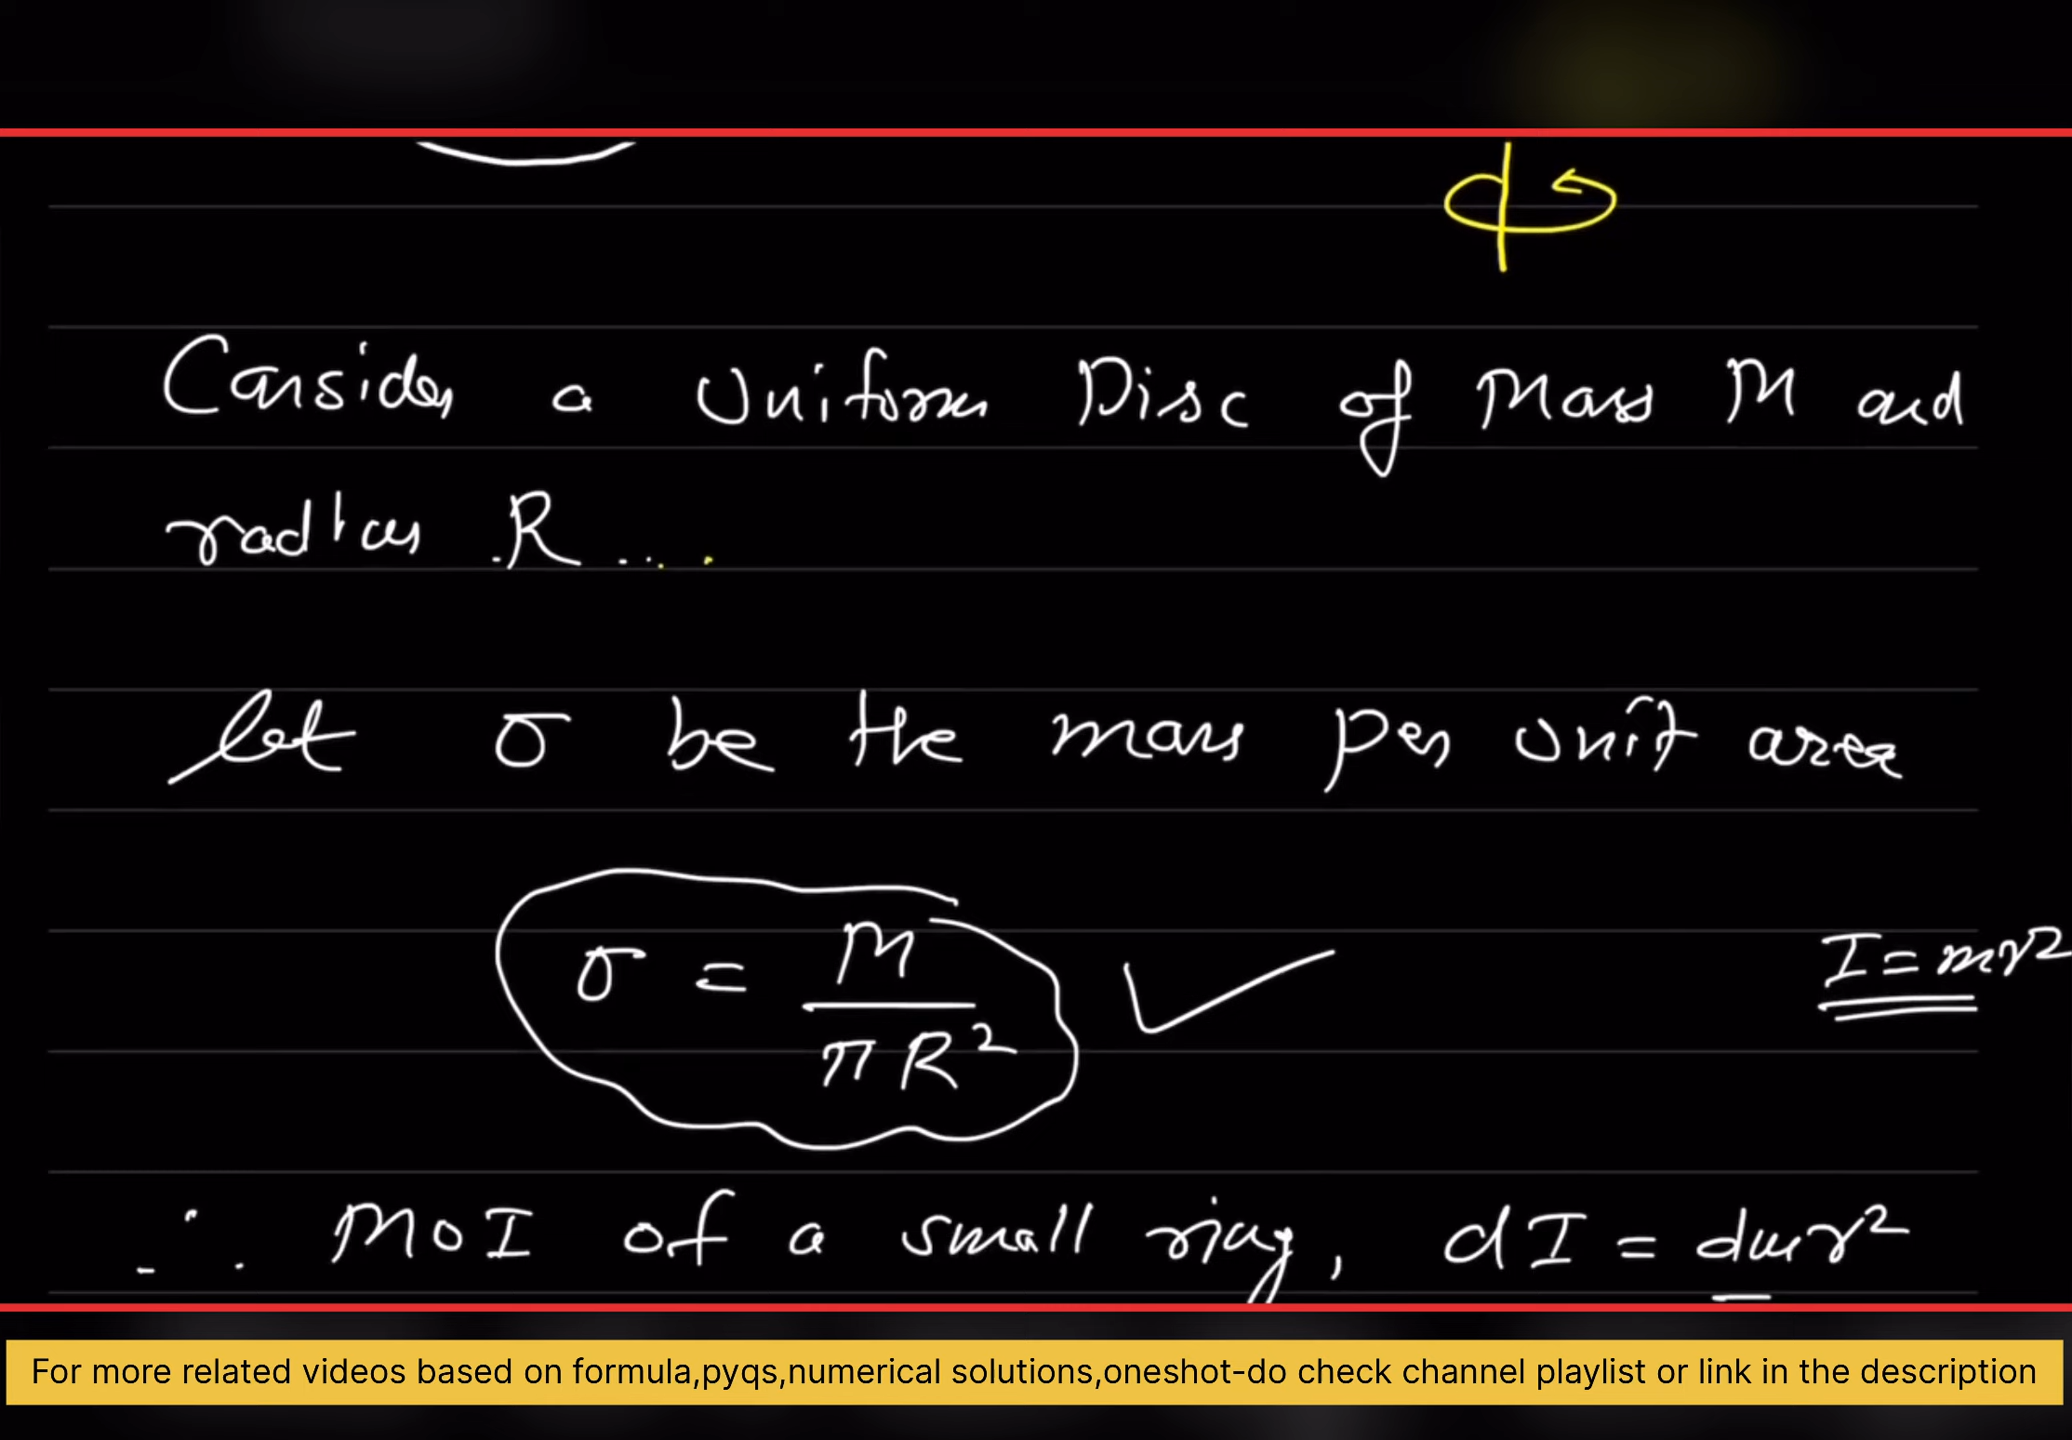 Consider a Uniform Disc of Mass M and
radius R....
let σ be the mass per unit area
σ = M / πR²
I = mr²
∴ MOI of a small ring, dI = dmr²
For more related videos based on formula,pyqs,numerical solutions,oneshot-do check channel playlist or link in the description